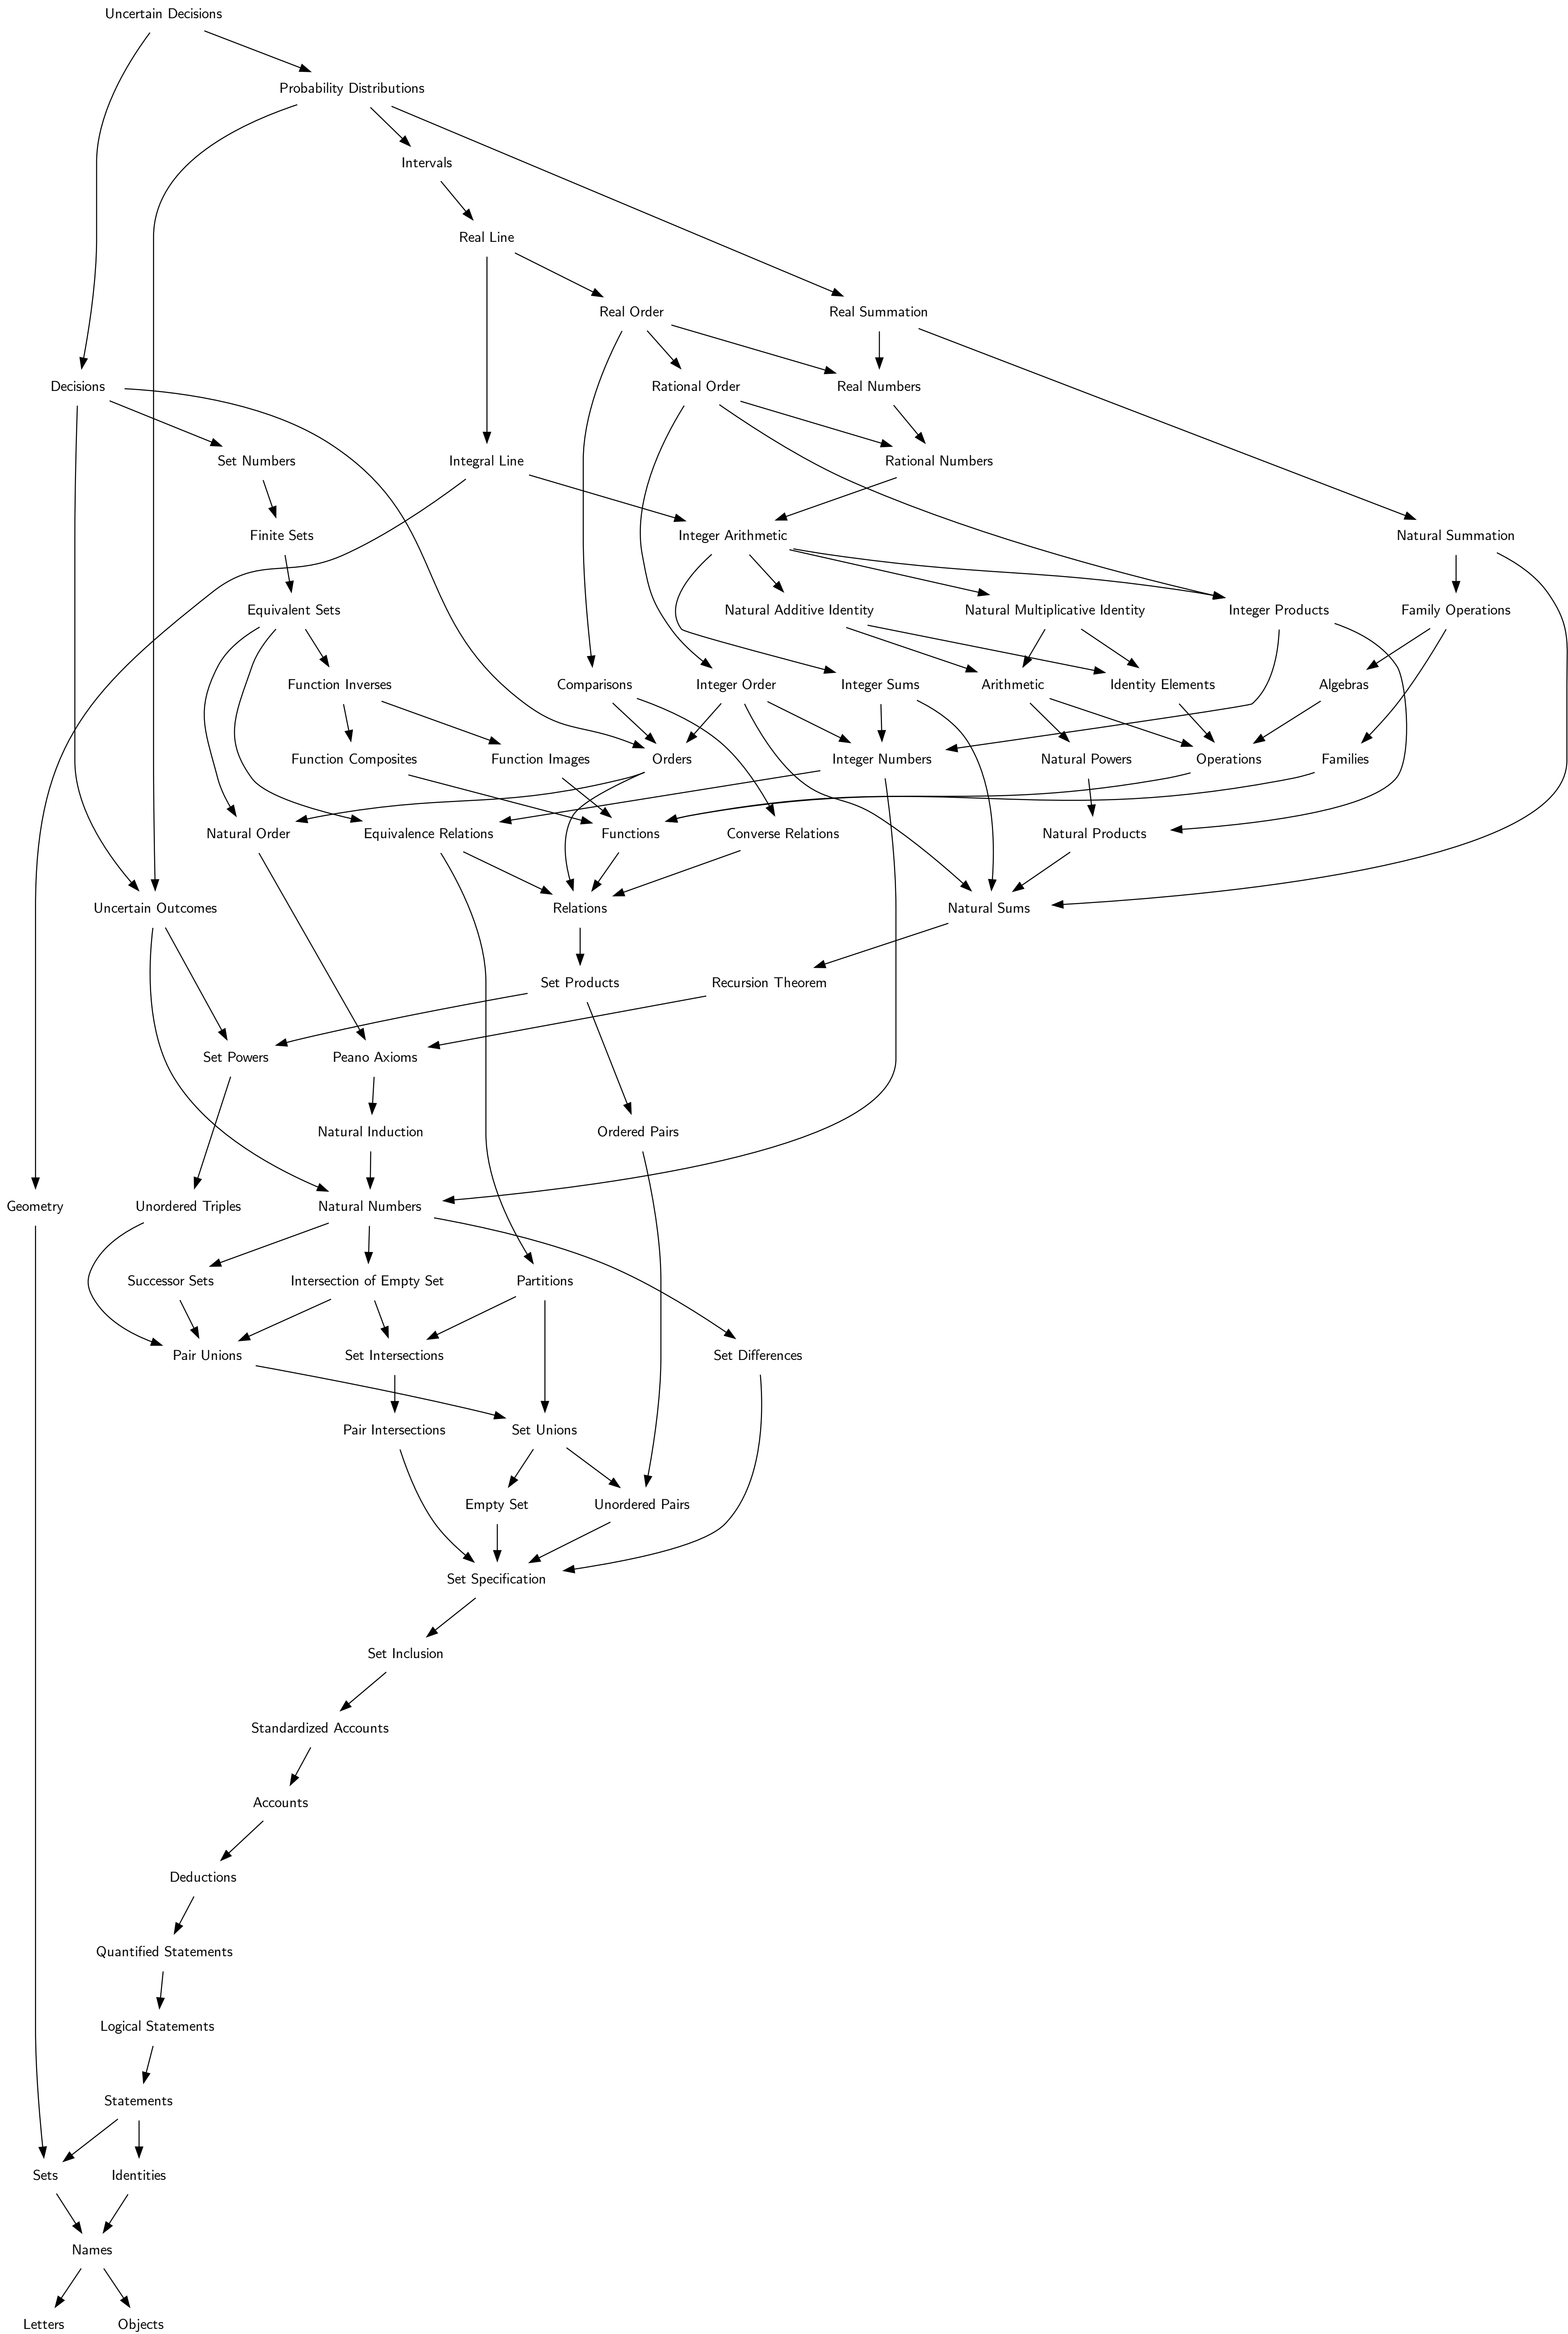 Uncertain Decisions
Probability Distributions
Intervals
Real Line
Real Order
Real Summation
Decisions
Rational Order
Real Numbers
Set Numbers
Integral Line
Rational Numbers
Finite Sets
Integer Arithmetic
Natural Summation
Equivalent Sets
Natural Additive Identity
Natural Multiplicative Identity
Integer Products
Family Operations
Function Inverses
Comparisons
Integer Order
Integer Sums
Arithmetic
Identity Elements
Algebras
Function Composites
Function Images
Orders
Integer Numbers
Natural Powers
Operations
Families
Natural Order
Equivalence Relations
Functions
Converse Relations
Natural Products
Uncertain Outcomes
Relations
Natural Sums
Set Products
Recursion Theorem
Set Powers
Peano Axioms
Natural Induction
Ordered Pairs
Geometry
Unordered Triples
Natural Numbers
Successor Sets
Intersection of Empty Set
Partitions
Pair Unions
Set Intersections
Set Differences
Pair Intersections
Set Unions
Empty Set
Unordered Pairs
Set Specification
Set Inclusion
Standardized Accounts
Accounts
Deductions
Quantified Statements
Logical Statements
Statements
Sets
Identities
Names
Letters
Objects